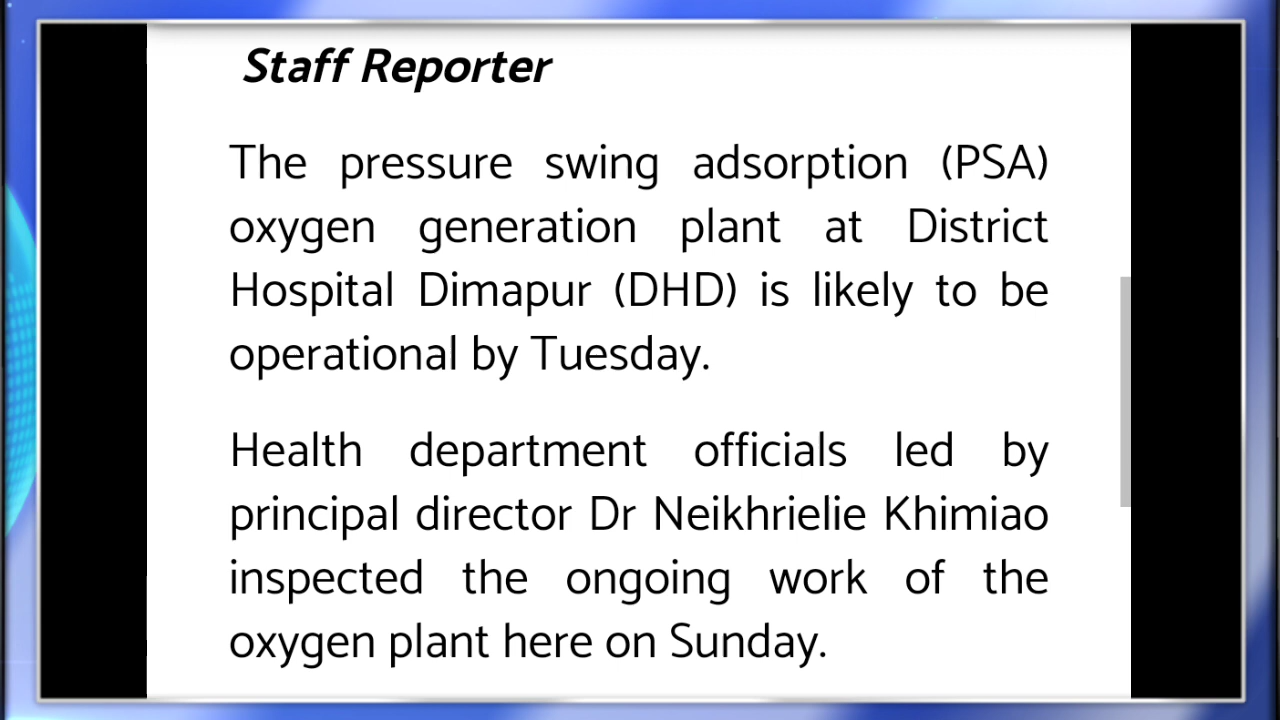 Staff Reporter
The pressure swing adsorption (PSA)
oxygen generation plant at District
Hospital Dimapur (DHD) is likely to be
operational by Tuesday.
Health department officials led by
principal director Dr Neikhrielie Khimiao
inspected the ongoing work of the
oxygen plant here on Sunday.